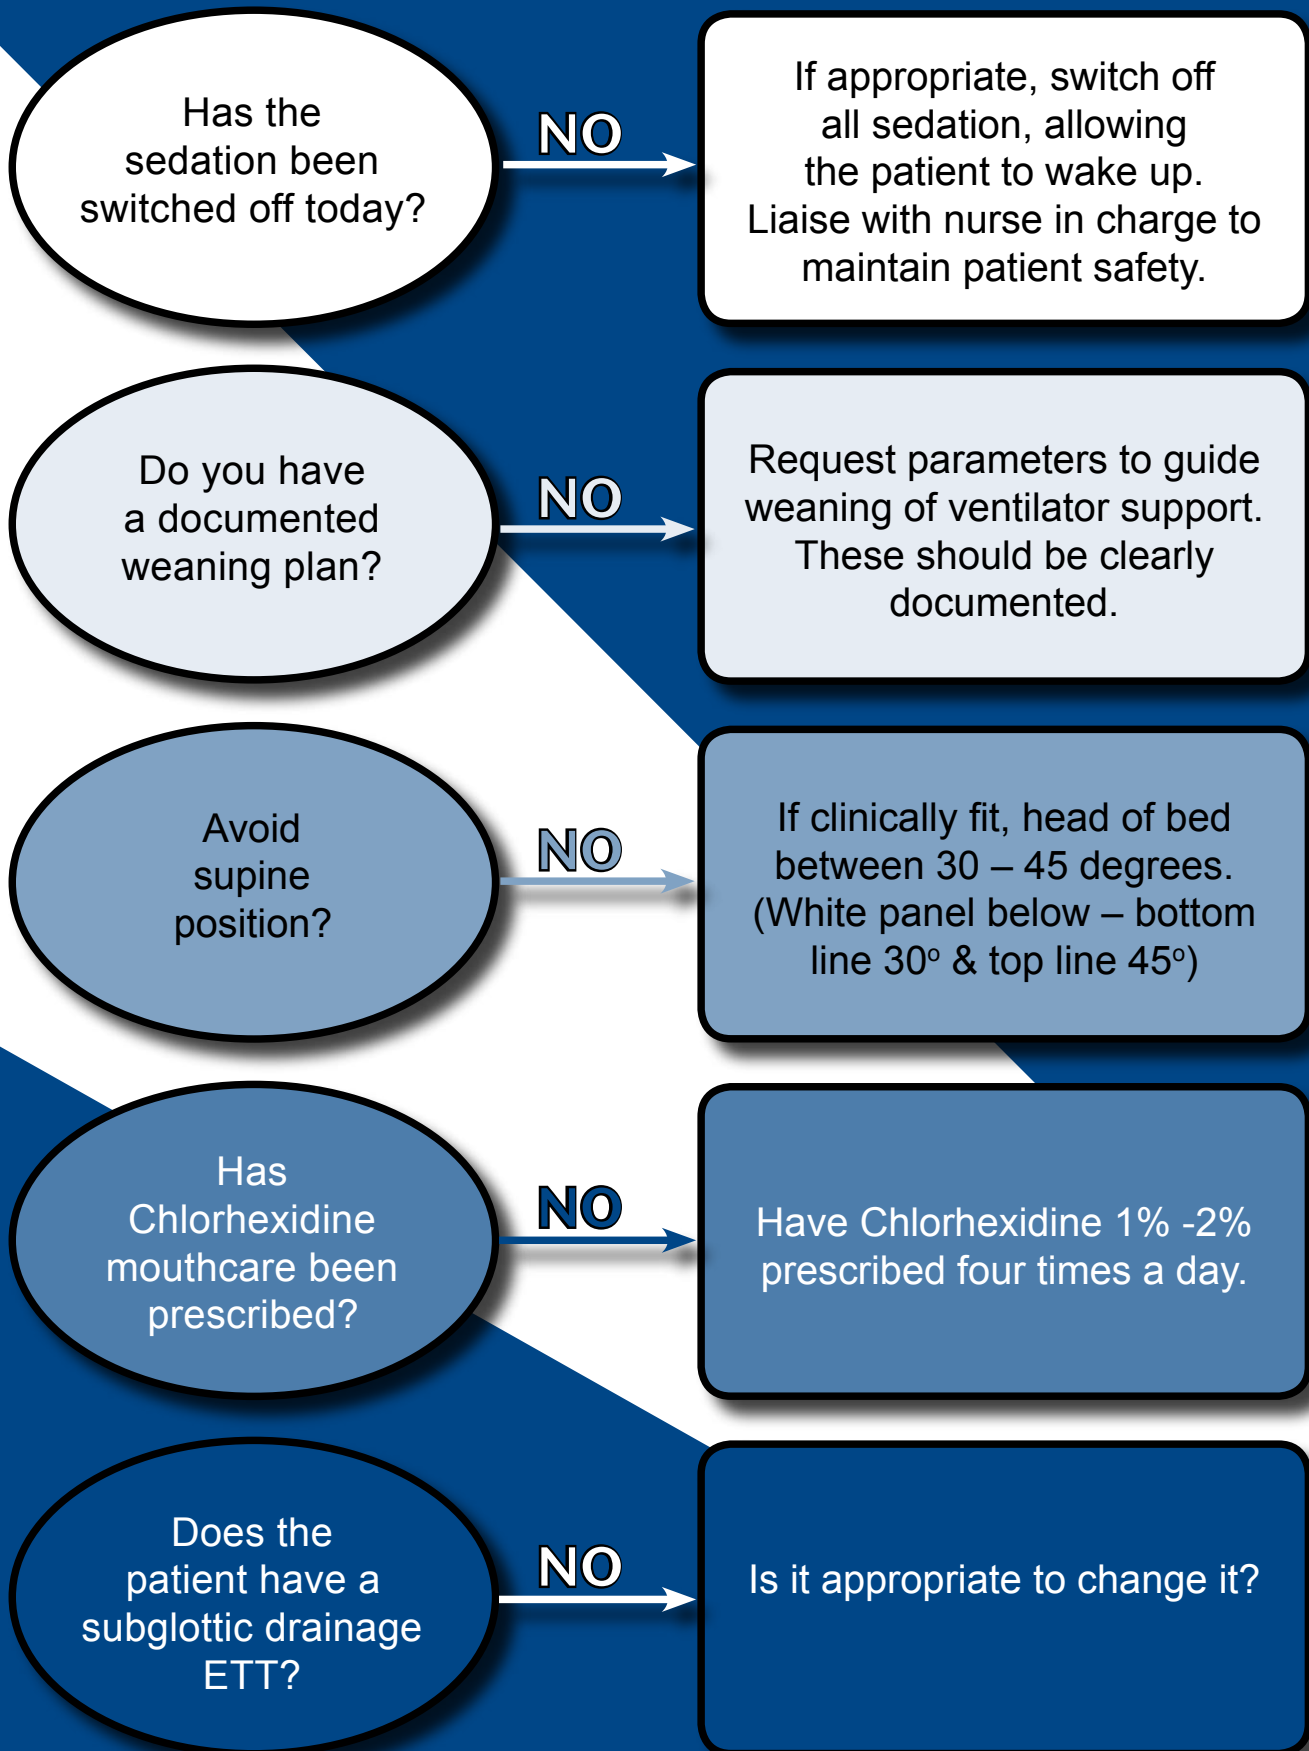 Has the
sedation been
switched off today?
NO
If appropriate, switch off
all sedation, allowing
the patient to wake up.
Liaise with nurse in charge to
maintain patient safety.
Do you have
a documented
weaning plan?
NO
Request parameters to guide
weaning of ventilator support.
These should be clearly
documented.
Avoid
supine
position?
NO
If clinically fit, head of bed
between 30 – 45 degrees.
(White panel below – bottom
line 30º & top line 45º)
Has
Chlorhexidine
mouthcare been
prescribed?
NO
Have Chlorhexidine 1% -2%
prescribed four times a day.
Does the
patient have a
subglottic drainage
ETT?
NO
Is it appropriate to change it?